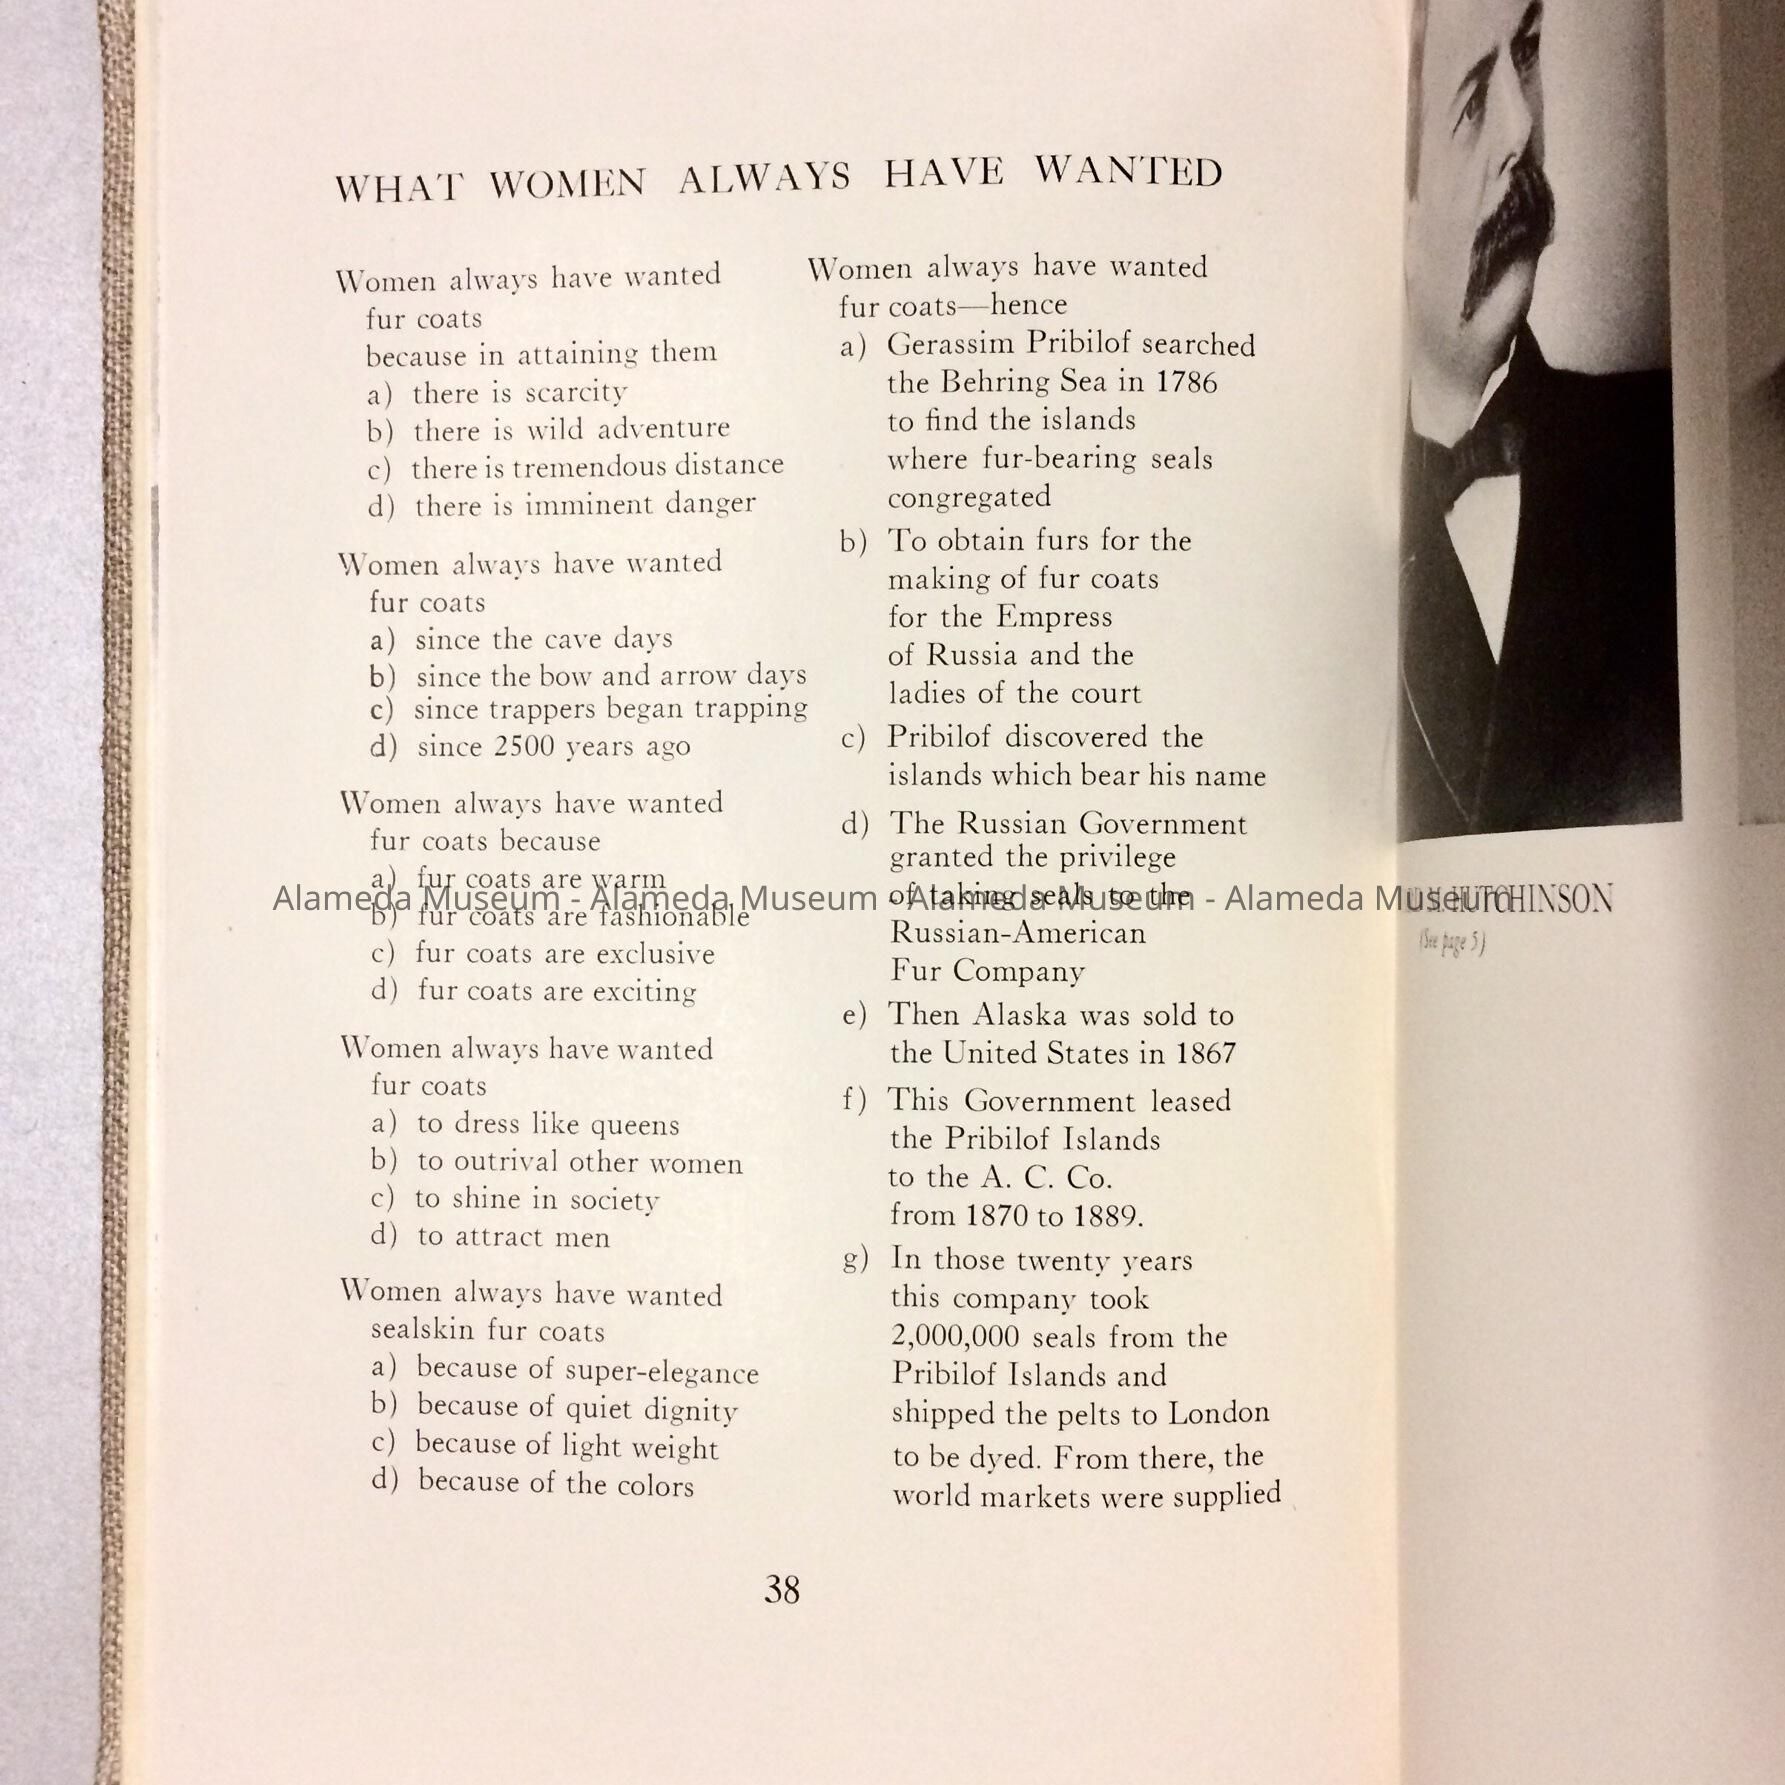 WHAT WOMEN ALWAYS HAVE WANTED
Women always have wanted
fur coats
because in attaining them
a) there is scarcity
b) there is wild adventure
c) there is tremendous distance
d) there is imminent danger
Women always have wanted
fur coats
a) since the cave days
b) since the bow and arrow days
c) since trappers began trapping
d) since 2500 years ago
Women always have wanted
fur coats because
a) fur coats are warm
b) fur coats are fashionable
c) fur coats are exclusive
d) fur coats are exciting
Women always have wanted
fur coats
a) to dress like queens
b) to outrival other women
c) to shine in society
d) to attract men
Women always have wanted
sealskin fur coats
a) because of super-elegance
b) because of quiet dignity
c) because of light weight
d) because of the colors
Women always have wanted
fur coats—hence
a) Gerassim Pribilof searched
the Behring Sea in 1786
to find the islands
where fur-bearing seals
congregated
b) To obtain furs for the
making of fur coats
for the Empress
of Russia and the
ladies of the court
c) Pribilof discovered the
islands which bear his name
d) The Russian Government
granted the privilege
of taking seals to the
Russian-American
Fur Company
e) Then Alaska was sold to
the United States in 1867
f) This Government leased
the Pribilof Islands
to the A. C. Co.
from 1870 to 1889.
g) In those twenty years
this company took
2,000,000 seals from the
Pribilof Islands and
shipped the pelts to London
to be dyed. From there, the
world markets were supplied
38
Alameda Museum - Alameda Museum - Alameda Museum - Alameda Museum
HUTCHINSON
(See page 5)